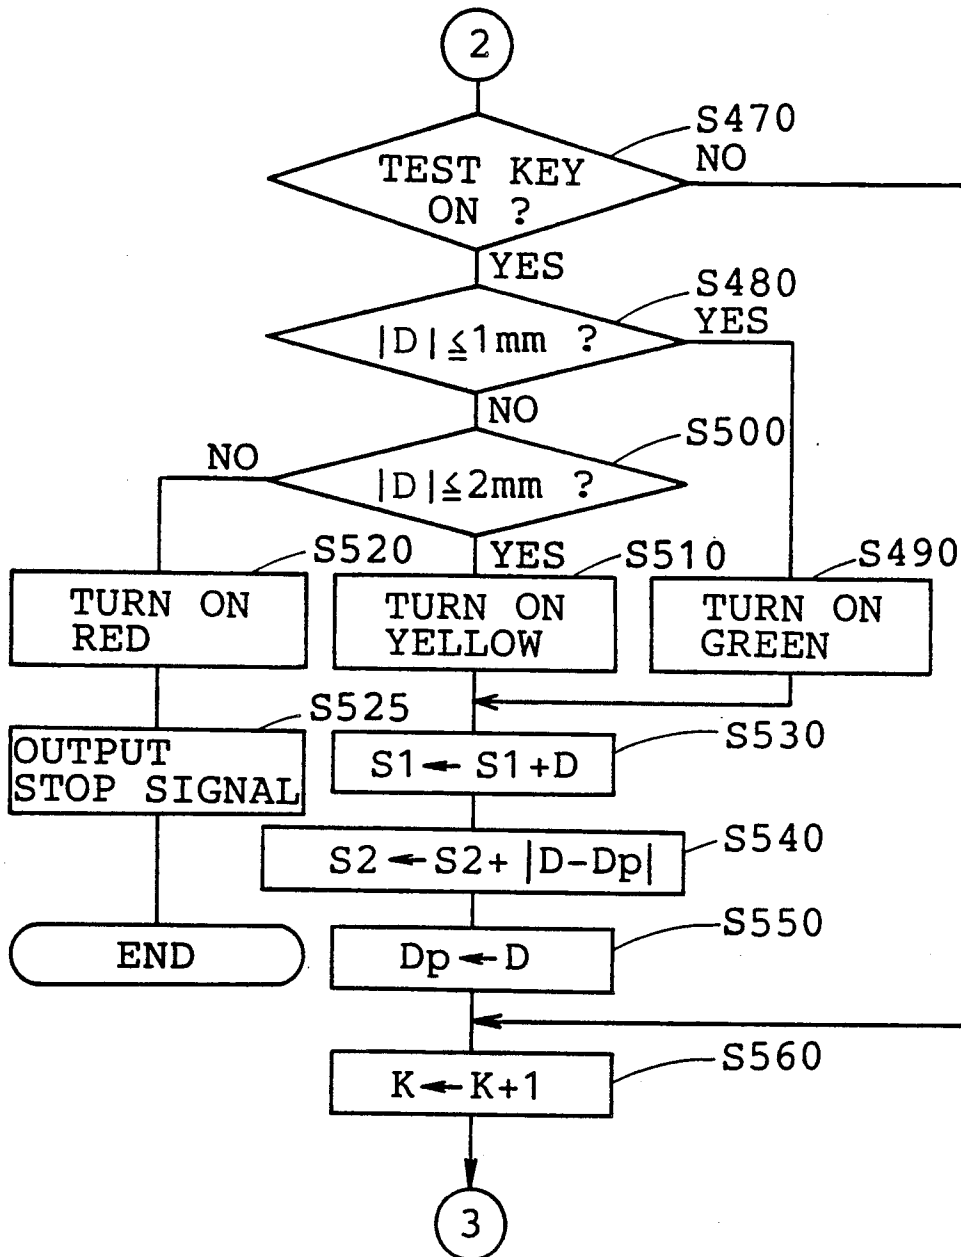 2
S470
NO
TEST KEY
ON ?
YES
S480
YES
|D|≦1mm ?
NO
S500
NO
|D|≦2mm ?
YES
S520
S510
S490
TURN ON
RED
TURN ON
YELLOW
TURN ON
GREEN
S525
OUTPUT
STOP SIGNAL
S530
S1←S1+D
S540
S2←S2+|D-Dp|
END
S550
Dp←D
S560
K←K+1
3